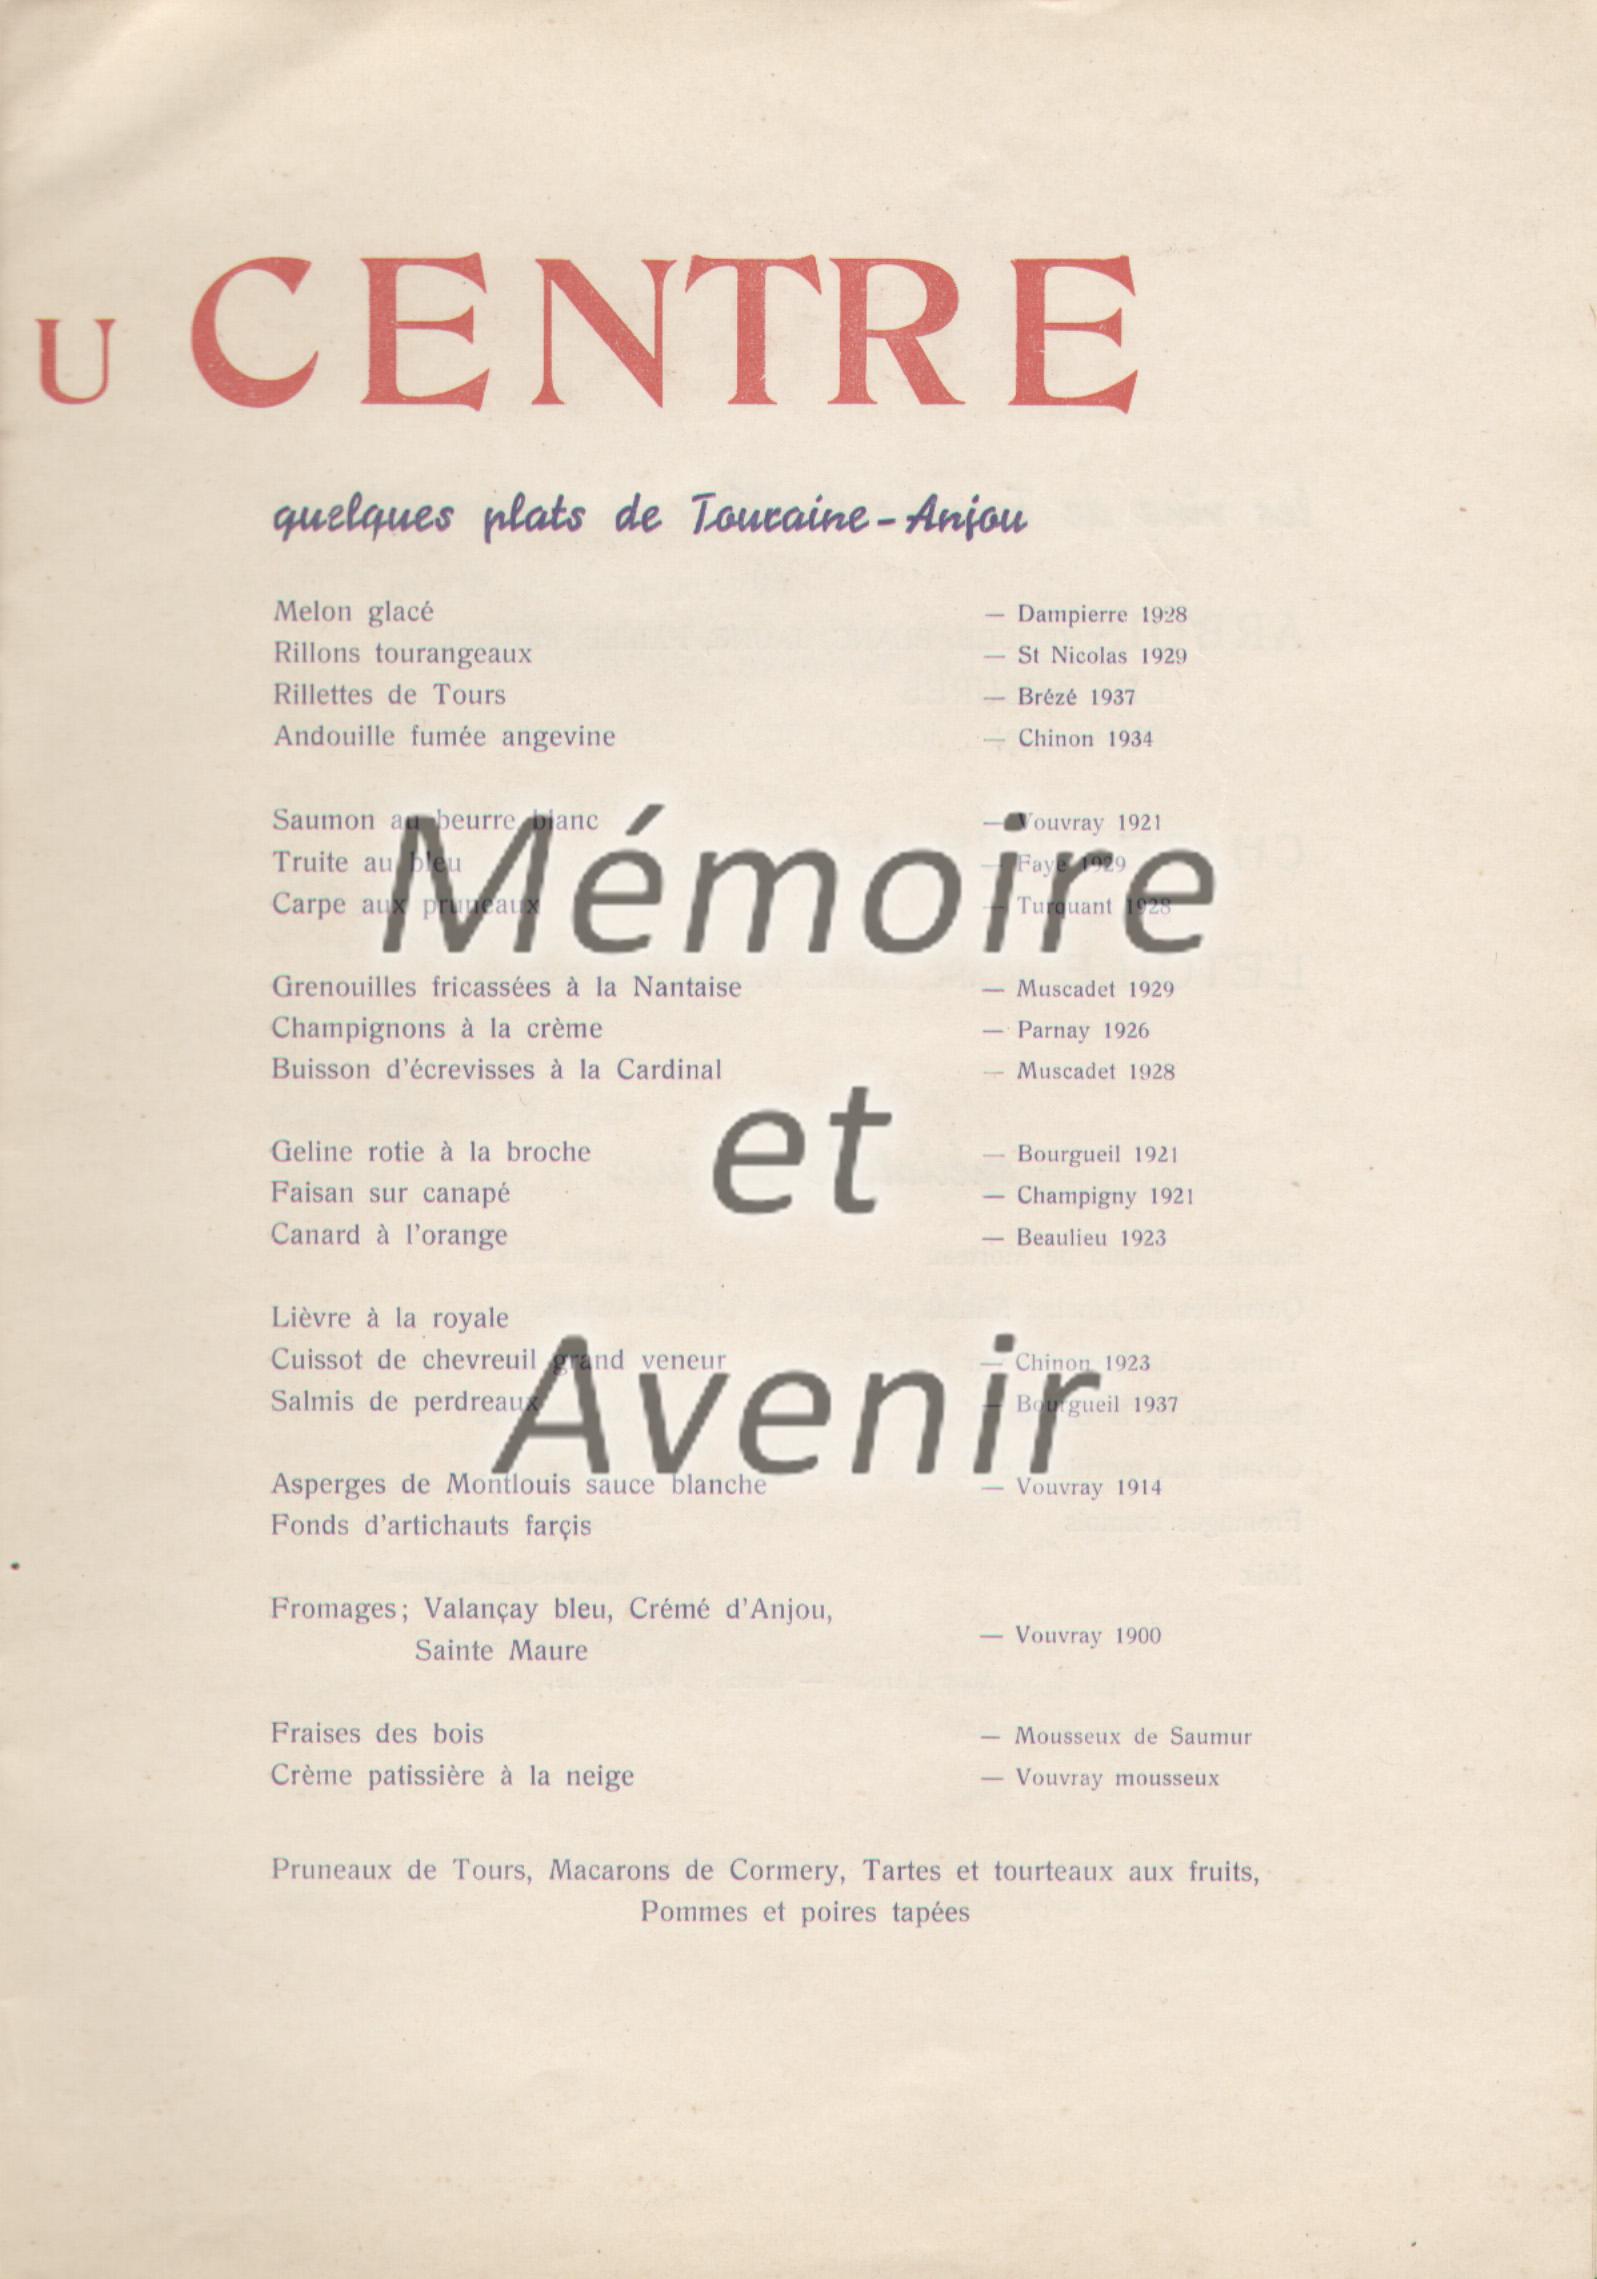 U CENTRE
quelques plats de Touraine - Anjou
Melon glacé — Dampierre 1928
Rillons tourangeaux — St Nicolas 1929
Rillettes de Tours — Brézé 1937
Andouille fumée angevine — Chinon 1934
Saumon au beurre blanc — Vouvray 1921
Truite au bleu — Faye 1929
Carpe aux pruneaux — Turquant 1928
Mémoire
Grenouilles fricassées à la Nantaise — Muscadet 1929
Champignons à la crème — Parnay 1926
Buisson d'écrevisses à la Cardinal — Muscadet 1928
et
Geline rotie à la broche — Bourgueil 1921
Faisan sur canapé — Champigny 1921
Canard à l'orange — Beaulieu 1923
Lièvre à la royale
Cuissot de chevreuil grand veneur — Chinon 1923
Salmis de perdreaux — Bourgueil 1937
Avenir
Asperges de Montlouis sauce blanche — Vouvray 1914
Fonds d'artichauts farçis
Fromages; Valançay bleu, Crémé d'Anjou,
Sainte Maure — Vouvray 1900
Fraises des bois — Mousseux de Saumur
Crème patissière à la neige — Vouvray mousseux
Pruneaux de Tours, Macarons de Cormery, Tartes et tourteaux aux fruits,
Pommes et poires tapées